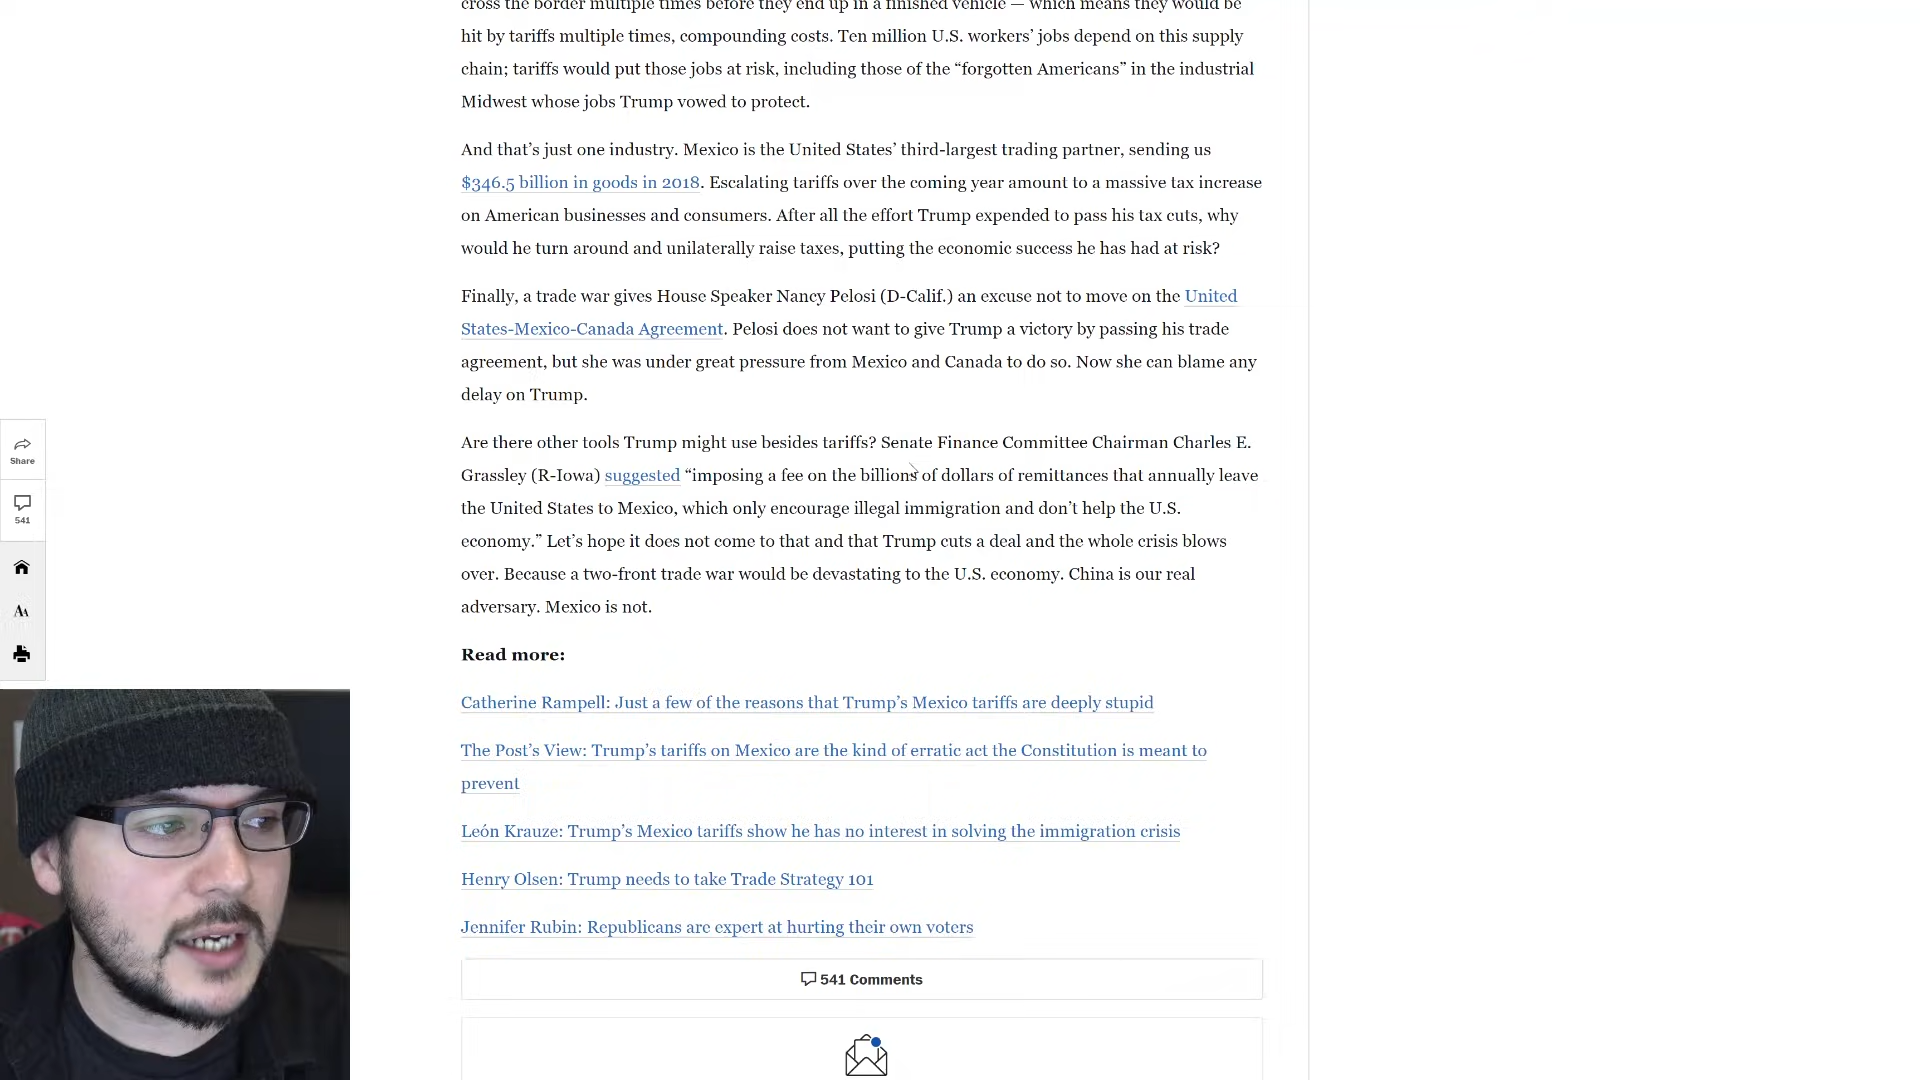 cross the border multiple times before they end up in a finished vehicle — which means they would be
hit by tariffs multiple times, compounding costs. Ten million U.S. workers’ jobs depend on this supply
chain; tariffs would put those jobs at risk, including those of the “forgotten Americans” in the industrial
Midwest whose jobs Trump vowed to protect.
And that’s just one industry. Mexico is the United States’ third-largest trading partner, sending us
$346.5 billion in goods in 2018. Escalating tariffs over the coming year amount to a massive tax increase
on American businesses and consumers. After all the effort Trump expended to pass his tax cuts, why
would he turn around and unilaterally raise taxes, putting the economic success he has had at risk?
Finally, a trade war gives House Speaker Nancy Pelosi (D-Calif.) an excuse not to move on the United
States-Mexico-Canada Agreement. Pelosi does not want to give Trump a victory by passing his trade
agreement, but she was under great pressure from Mexico and Canada to do so. Now she can blame any
delay on Trump.
Are there other tools Trump might use besides tariffs? Senate Finance Committee Chairman Charles E.
Grassley (R-Iowa) suggested “imposing a fee on the billions of dollars of remittances that annually leave
the United States to Mexico, which only encourage illegal immigration and don’t help the U.S.
economy.” Let’s hope it does not come to that and that Trump cuts a deal and the whole crisis blows
over. Because a two-front trade war would be devastating to the U.S. economy. China is our real
adversary. Mexico is not.
Read more:
Catherine Rampell: Just a few of the reasons that Trump’s Mexico tariffs are deeply stupid
The Post’s View: Trump’s tariffs on Mexico are the kind of erratic act the Constitution is meant to
prevent
León Krauze: Trump’s Mexico tariffs show he has no interest in solving the immigration crisis
Henry Olsen: Trump needs to take Trade Strategy 101
Jennifer Rubin: Republicans are expert at hurting their own voters
541 Comments
Share
541
AA